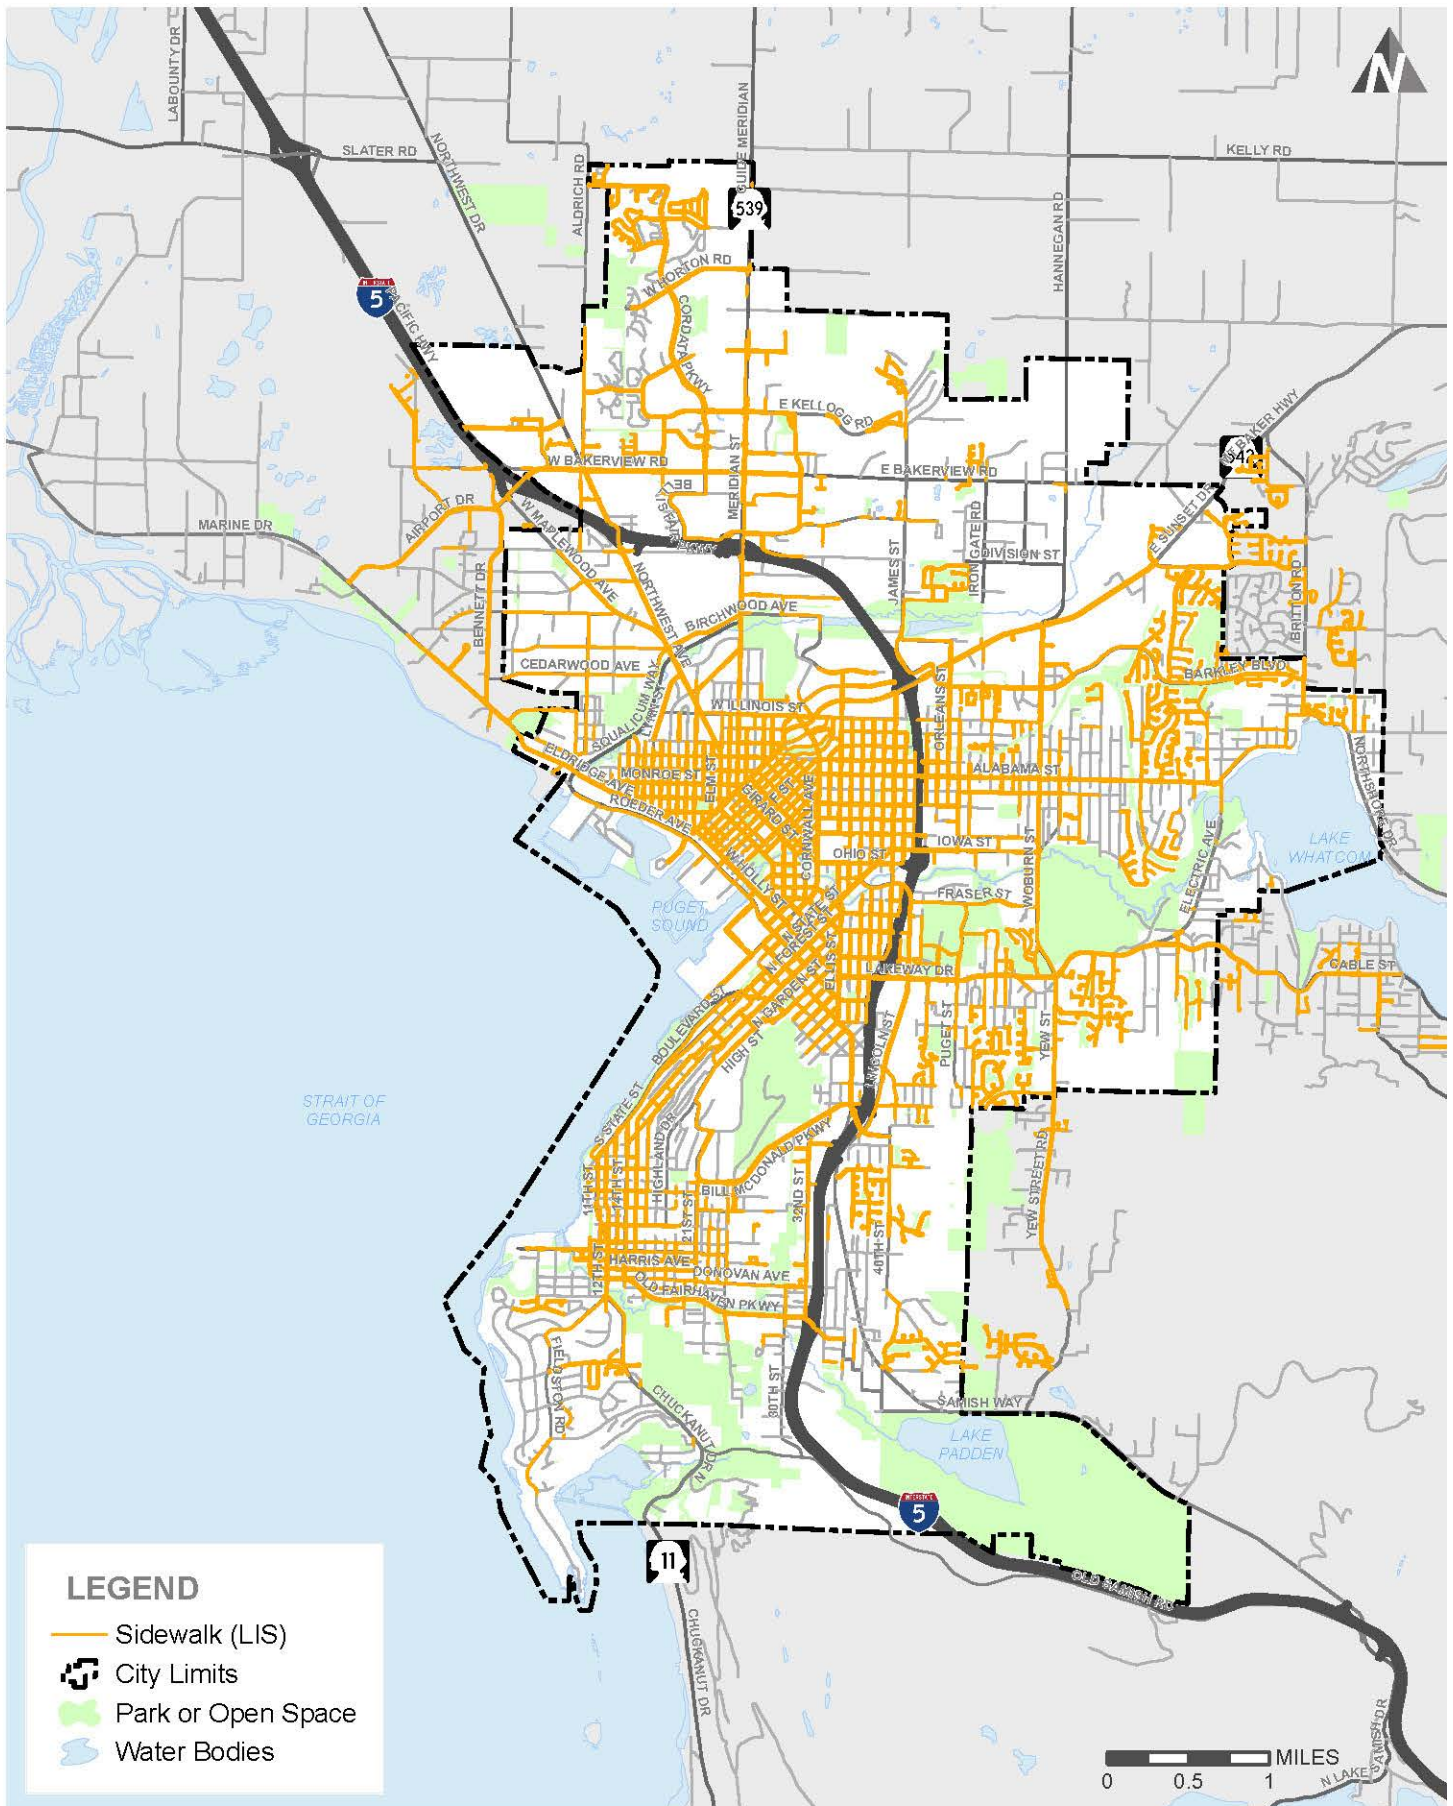 LABOUNTY DR
SLATER RD
NORTHWEST DR
ALDRICH RD
GUIDE MERIDIAN
539
HANNEGAN RD
KELLY RD
N
5
PACIFIC HWY
W HORTON RD
CORDATA PKWY
E KELLOGG RD
MERIDIAN ST
W BAKERVIEW RD
E BAKERVIEW RD
BAKER HWY
E SUNSET DR
AIRPORT DR
MARINE DR
W MAPLEWOOD AVE
BENNETT DR
NORTHWEST AVE
BIRCHWOOD AVE
CEDARWOOD AVE
JAMES ST
IRONGATE RD
DIVISION ST
BRITTON RD
BARKLEY BLVD
SQUALICUM WAY
LYNN ST
W ILLINOIS ST
ORLEANS ST
ELDRIDGE AVE
MONROE ST
ELM ST
F ST
GIRARD ST
CORNWALL AVE
ALABAMA ST
ROEDER AVE
NORTHSHORE DR
LAKE
WHATCOM
OHIO ST
IOWA ST
WOBURN ST
ELECTRIC AVE
W HOLLY ST
FRASER ST
PUGET
SOUND
N STATE ST
N FOREST ST
ELLIS ST
LAKEWAY DR
CABLE ST
N GARDEN ST
BOULEVARD ST
HIGH ST
LINCOLN ST
PUGET ST
YEW ST
STRAIT OF
GEORGIA
S STATE ST
HIGHLAND DR
BILL MCDONALD PKWY
YEW STREET RD
11TH ST
14TH ST
21ST ST
32ND ST
40TH ST
12TH ST
HARRIS AVE
DONOVAN AVE
OLD FAIRHAVEN PKWY
FIELDSTON RD
30TH ST
CHUCKANUT DR N
SAMISH WAY
LAKE
PADDEN
INTERSTATE
5
11
OLD SAMISH RD
CHUCKANUT DR
N LAKE SAMISH DR
LEGEND
Sidewalk (LIS)
City Limits
Park or Open Space
Water Bodies
MILES
0 0.5 1